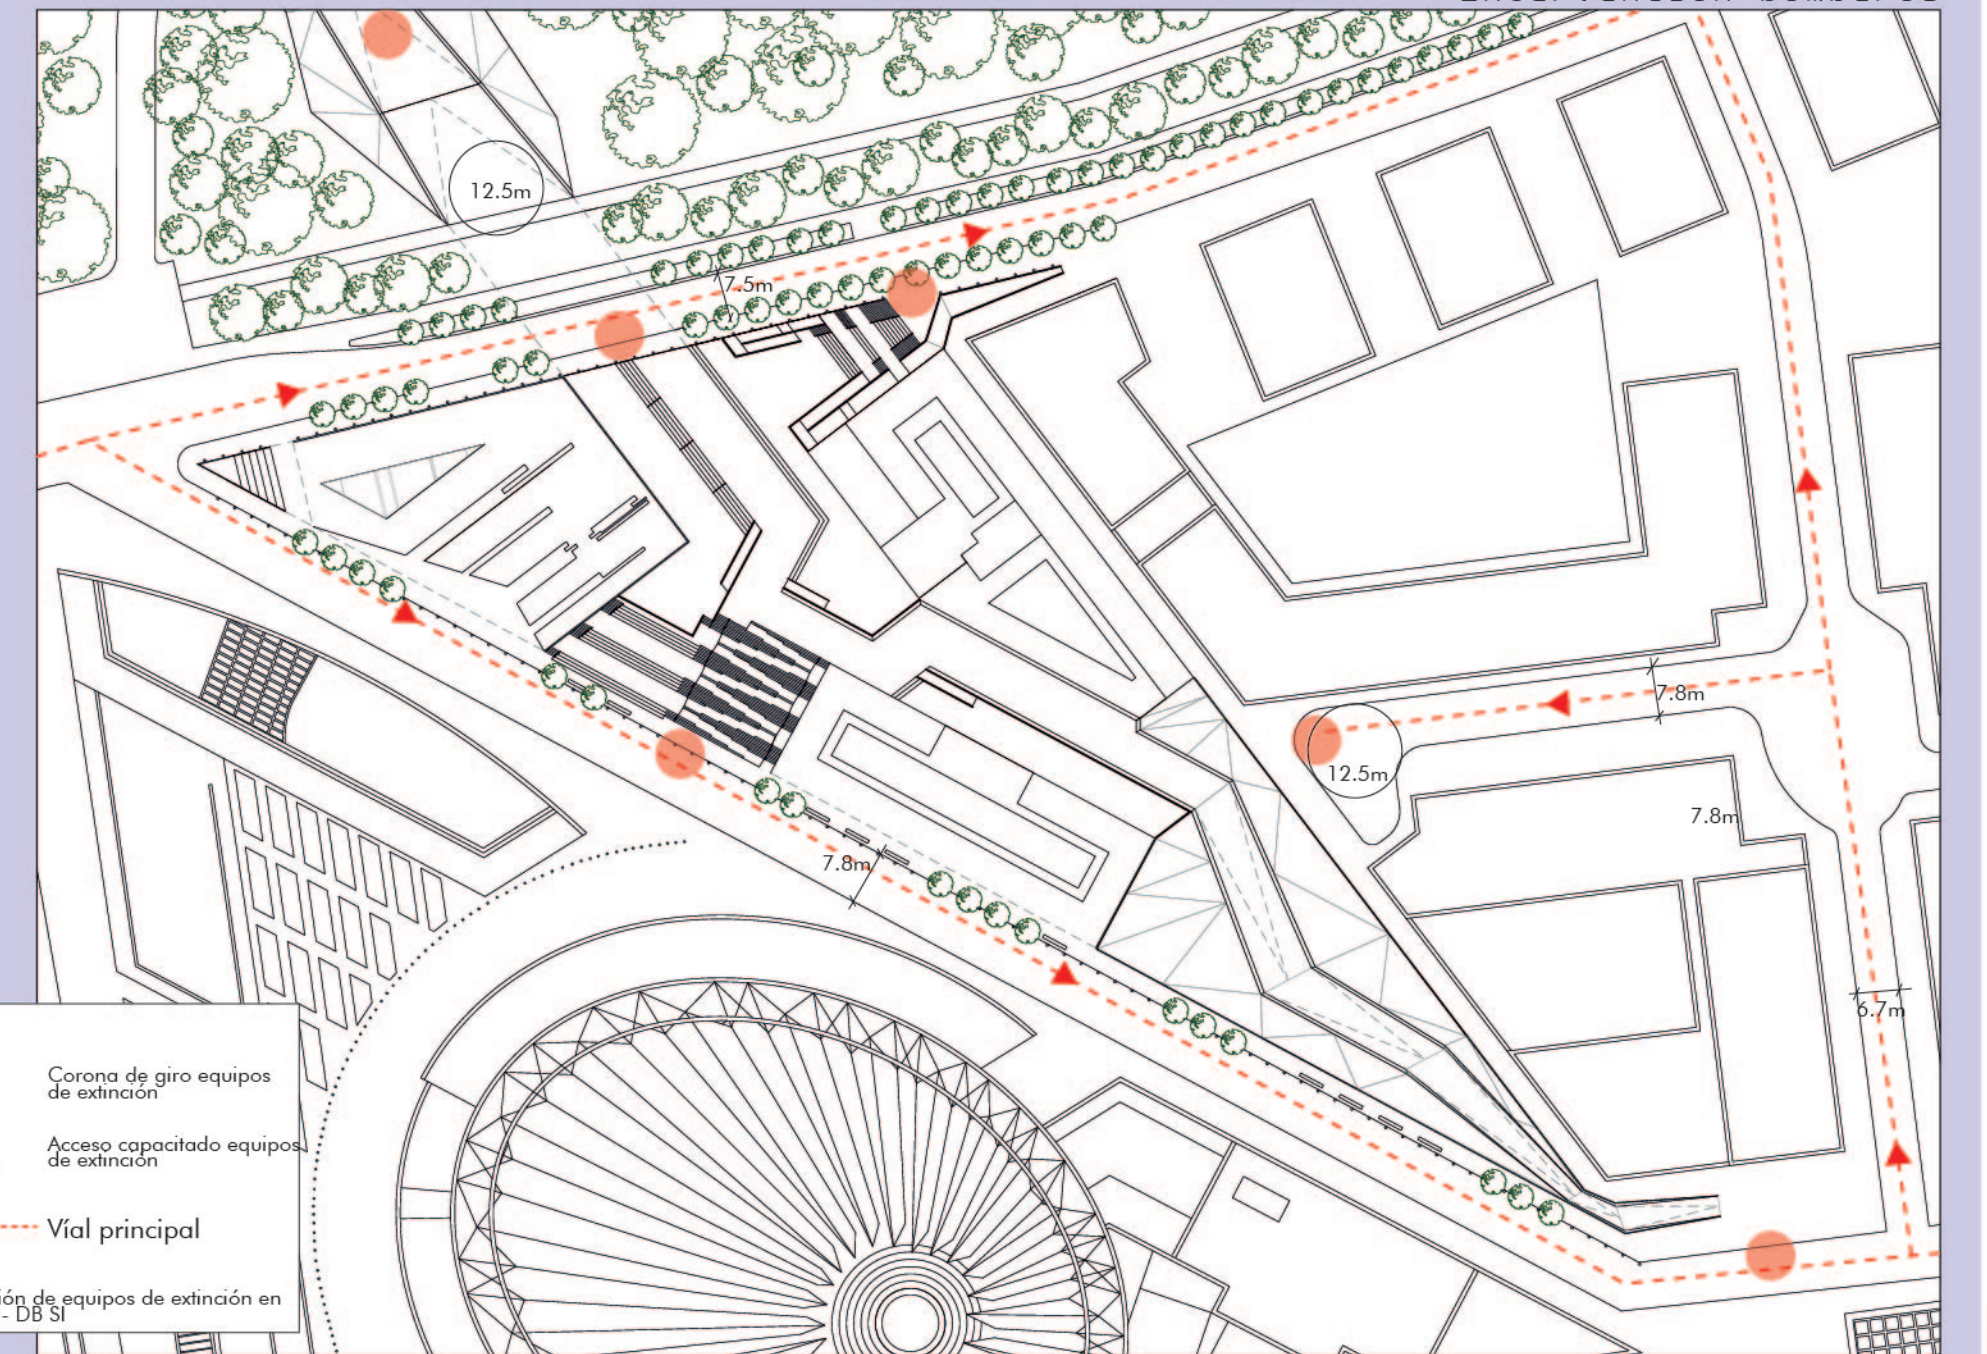 12.5m
7.5m
7.8m
12.5m
7.8m
7.8m
6.7m
Corona de giro equipos
de extinción
Acceso capacitado equipos
de extinción
Víal principal
ión de equipos de extinción en
- DB SI